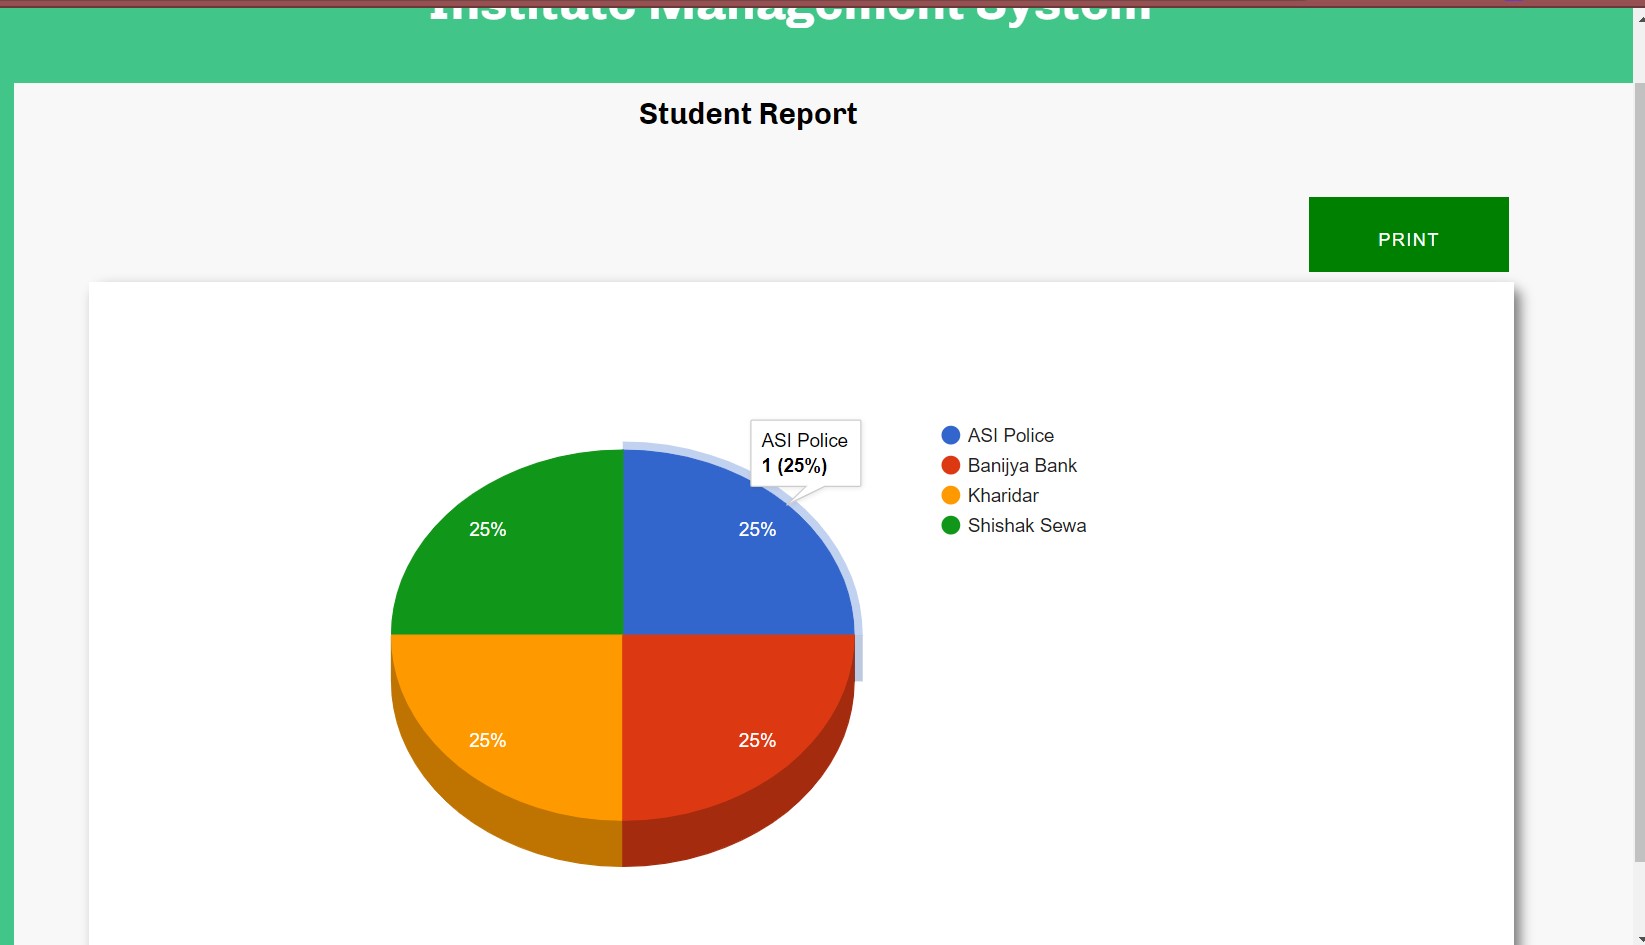 Institute Management System
Student Report
PRINT
ASI Police
1 (25%)
ASI Police
Banijya Bank
Kharidar
Shishak Sewa
25%
25%
25%
25%